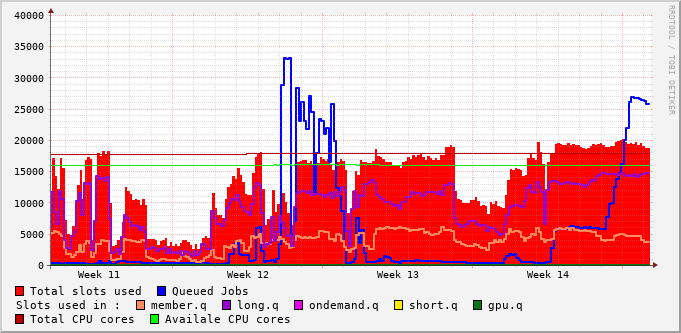 40000
35000
30000
25000
20000
15000
10000
5000
0
Week 11 Week 12 Week 13 Week 14
RRDTOOL / TOBI OETIKER
Total slots used Queued Jobs
Slots used in : member.q long.q ondemand.q short.q gpu.q
Total CPU cores Availale CPU cores